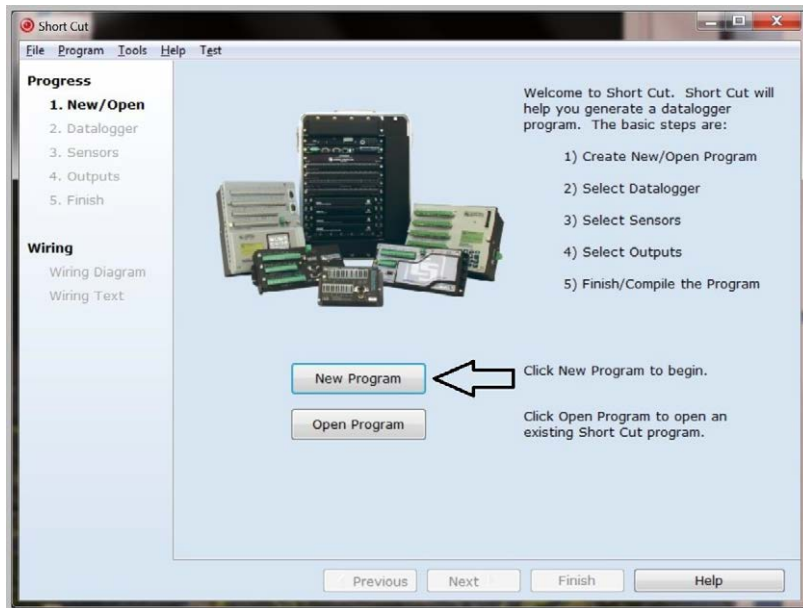 Short Cut
File Program Tools Help Test
Progress
1. New/Open
2. Datalogger
3. Sensors
4. Outputs
5. Finish
Wiring
Wiring Diagram
Wiring Text
Welcome to Short Cut. Short Cut will
help you generate a datalogger
program. The basic steps are:
1) Create New/Open Program
2) Select Datalogger
3) Select Sensors
4) Select Outputs
5) Finish/Compile the Program
New Program
Click New Program to begin.
Open Program
Click Open Program to open an
existing Short Cut program.
Previous Next Finish Help